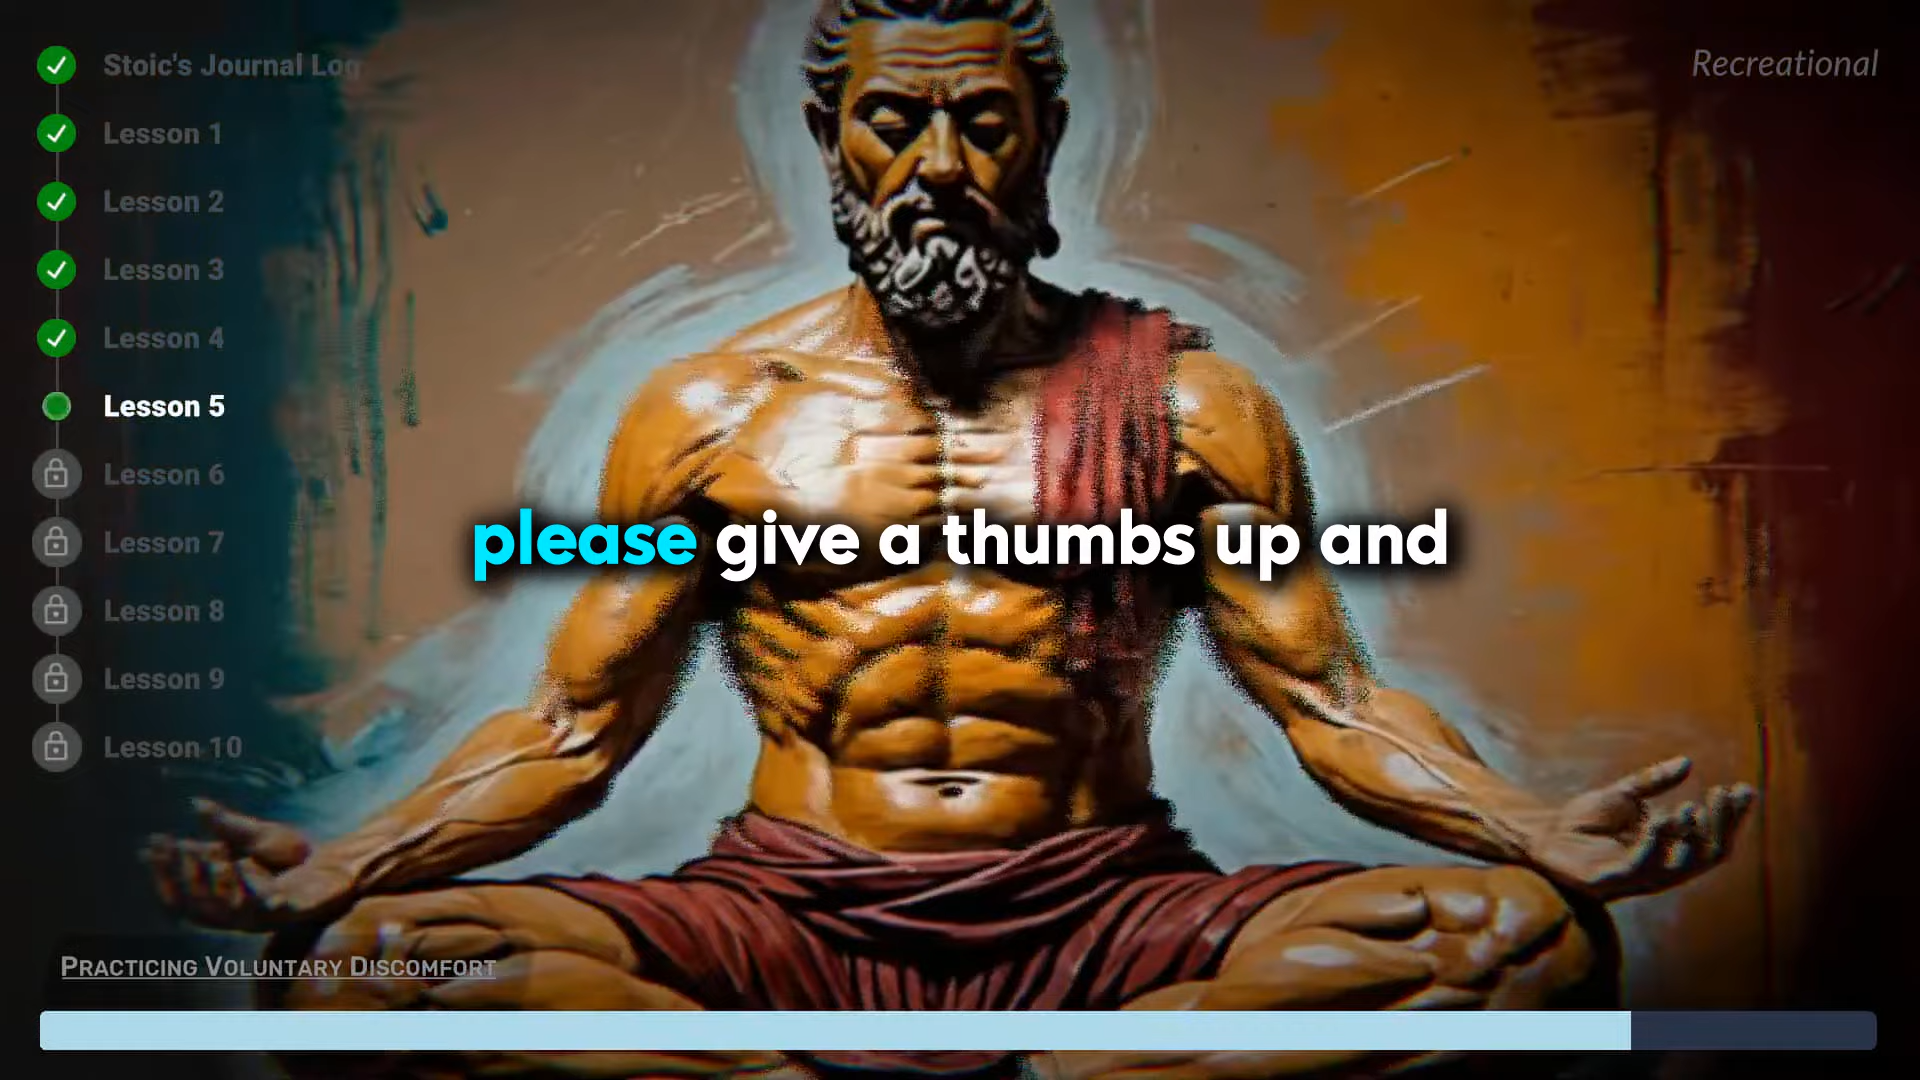 Stoic's Journal Log
Recreational
Lesson 1
Lesson 2
Lesson 3
Lesson 4
Lesson 5
Lesson 6
Lesson 7
Lesson 8
Lesson 9
Lesson 10
please give a thumbs up and
Practicing Voluntary Discomfort